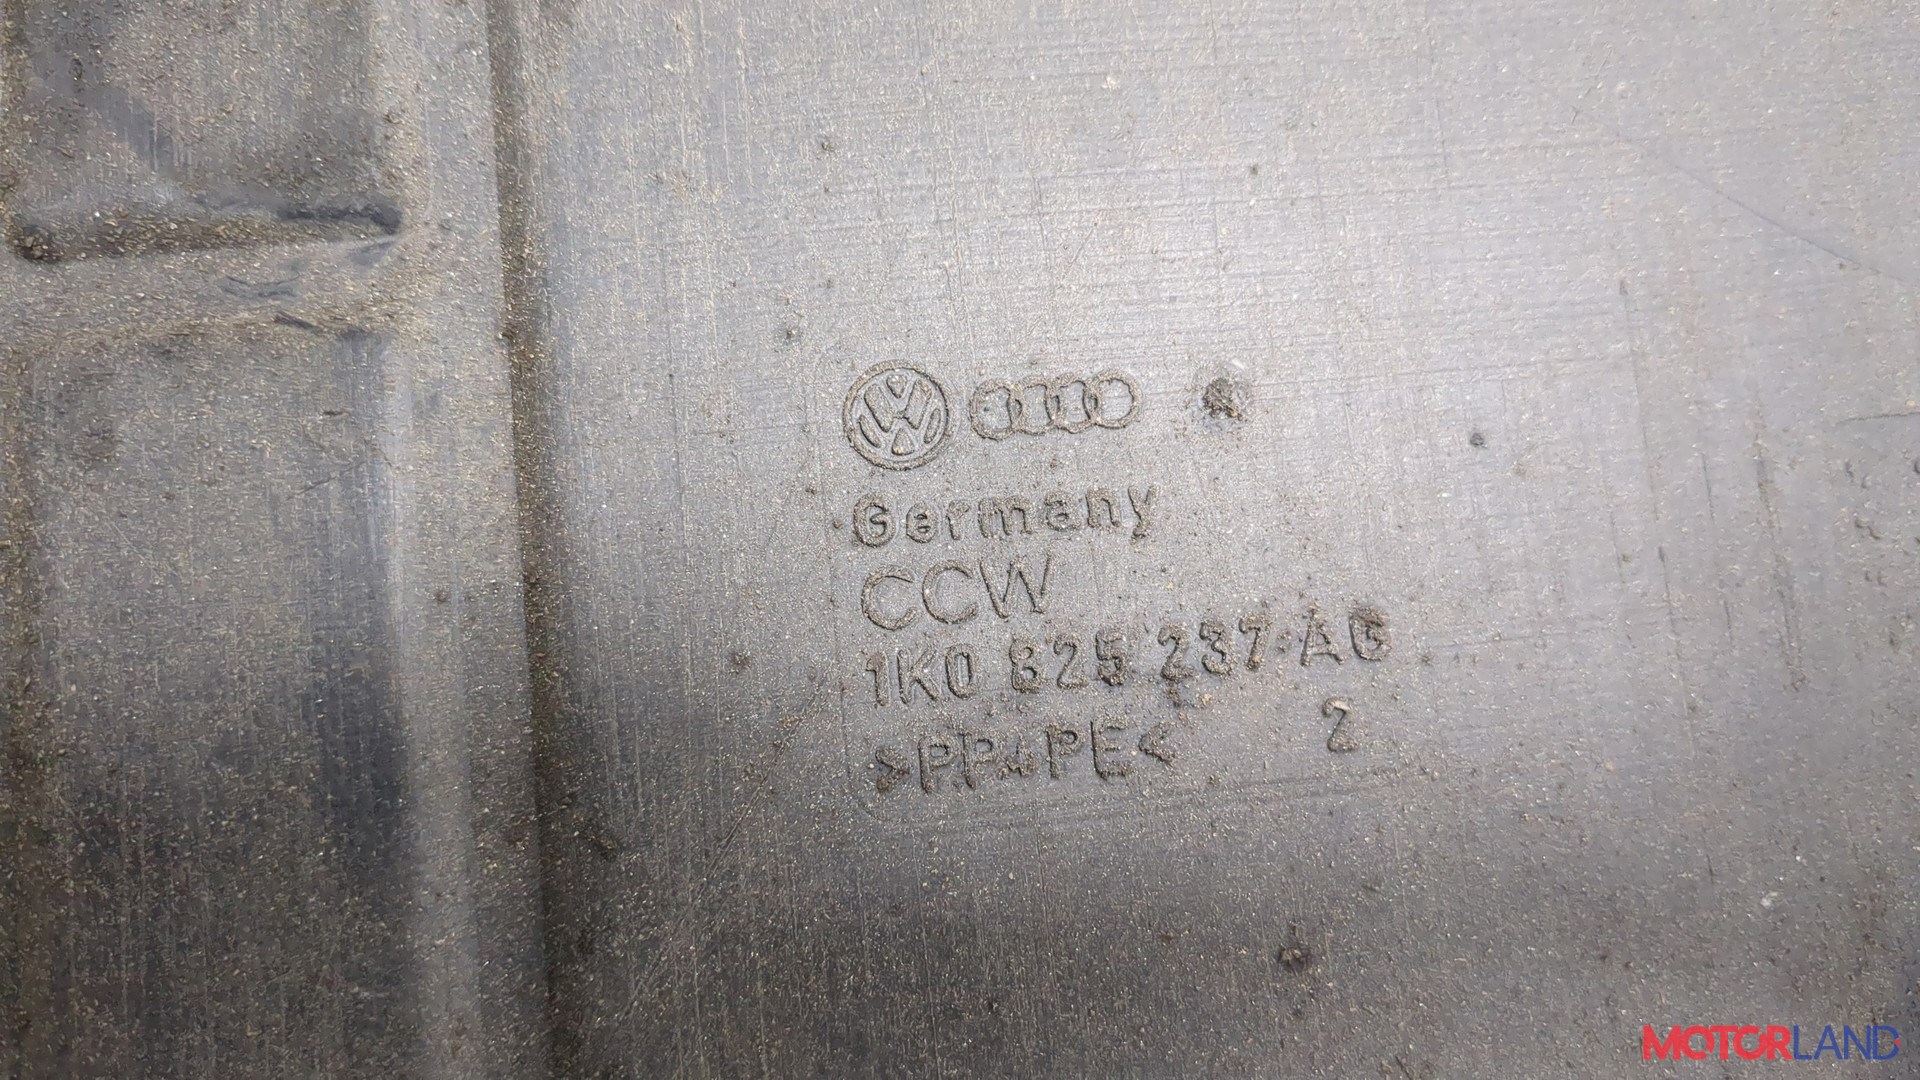 Germany
CCW
1K0 825 237 AG
>PP+PE<
2
MOTORLAND